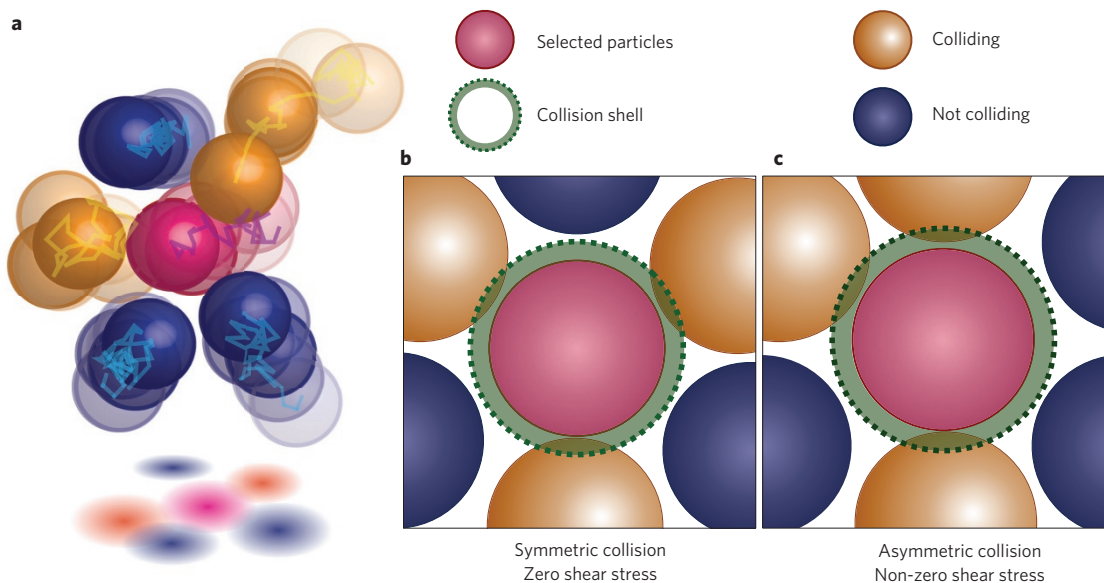 a
Selected particles
Colliding
Collision shell
Not colliding
b
c
Symmetric collision
Zero shear stress
Asymmetric collision
Non-zero shear stress